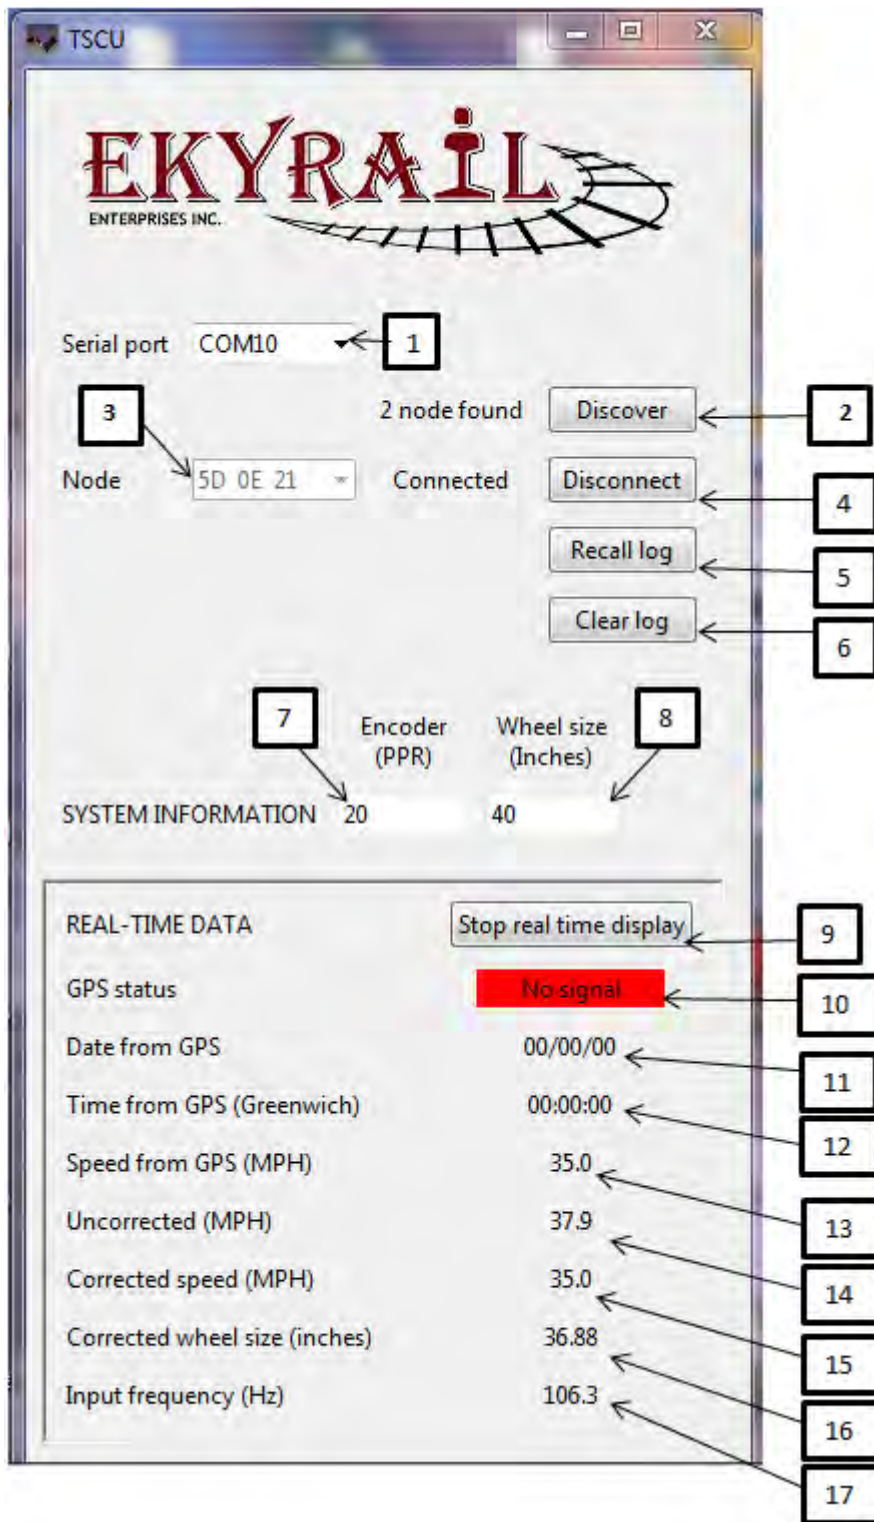 TSCU
EKYRAIL
ENTERPRISES INC.
Serial port COM10 1
3 2 node found Discover 2
Node 5D 0E 21 Connected Disconnect 4
Recall log 5
Clear log 6
7 Encoder (PPR) Wheel size (Inches) 8
SYSTEM INFORMATION 20 40
REAL-TIME DATA Stop real time display 9
GPS status No signal 10
Date from GPS 00/00/00 11
Time from GPS (Greenwich) 00:00:00 12
Speed from GPS (MPH) 35.0 13
Uncorrected (MPH) 37.9 14
Corrected speed (MPH) 35.0 15
Corrected wheel size (inches) 36.88 16
Input frequency (Hz) 106.3 17